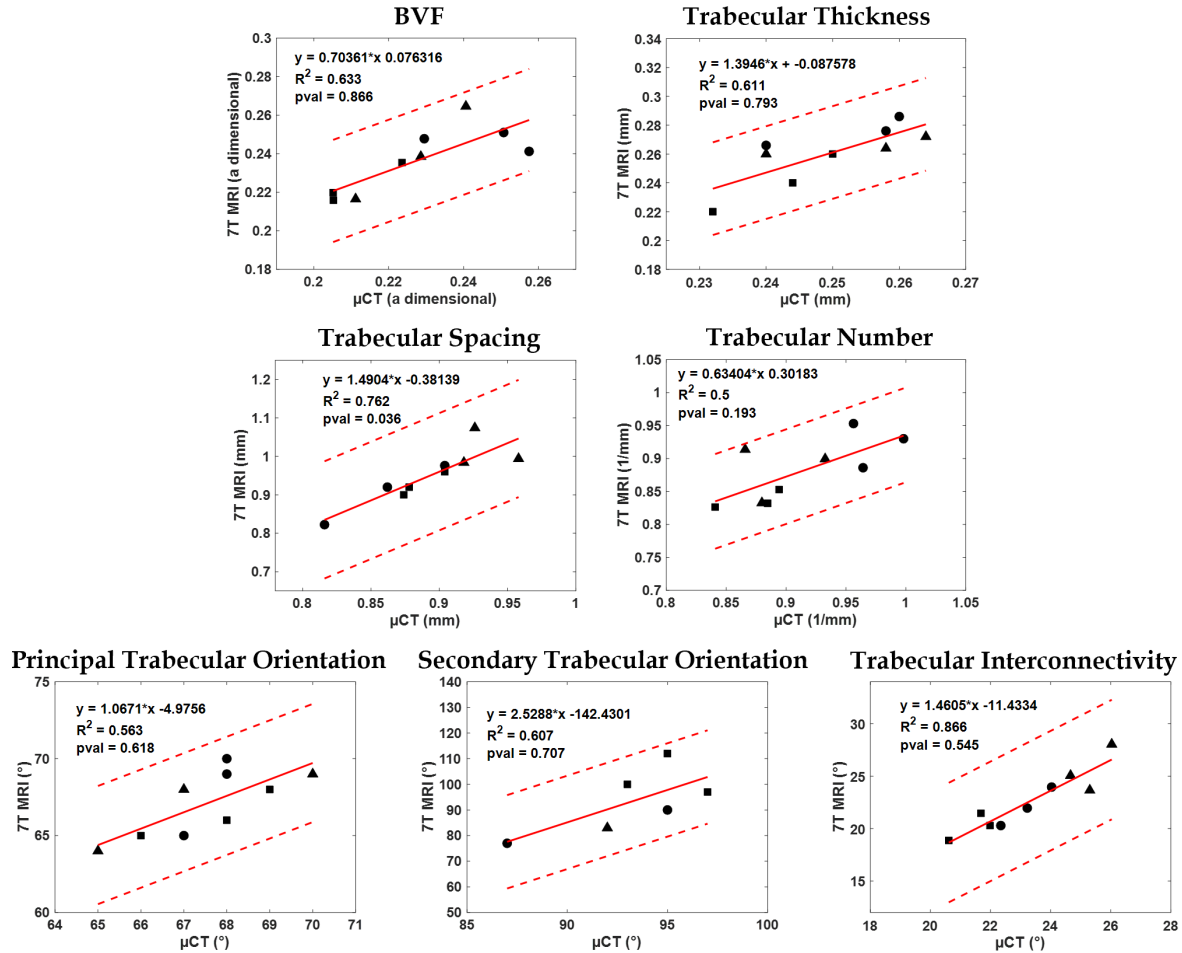 BVF
y = 0.70361*x 0.076316
R² = 0.633
pval = 0.866
0.3
0.28
0.26
0.24
0.22
0.2
0.18
7T MRI (a dimensional)
0.2
0.22
0.24
0.26
µCT (a dimensional)
Trabecular Thickness
y = 1.3946*x + -0.087578
R² = 0.611
pval = 0.793
0.34
0.32
0.3
0.28
0.26
0.24
0.22
0.2
0.18
7T MRI (mm)
0.23
0.24
0.25
0.26
0.27
µCT (mm)
Trabecular Spacing
y = 1.4904*x -0.38139
R² = 0.762
pval = 0.036
1.2
1.1
1
0.9
0.8
0.7
7T MRI (mm)
0.8
0.85
0.9
0.95
1
µCT (mm)
Trabecular Number
y = 0.63404*x 0.30183
R² = 0.5
pval = 0.193
1.05
1
0.95
0.9
0.85
0.8
0.75
0.7
7T MRI (1/mm)
0.8
0.85
0.9
0.95
1
1.05
µCT (1/mm)
Principal Trabecular Orientation
y = 1.0671*x -4.9756
R² = 0.563
pval = 0.618
75
70
65
60
7T MRI (°)
64
65
66
67
68
69
70
71
µCT (°)
Secondary Trabecular Orientation
y = 2.5288*x -142.4301
R² = 0.607
pval = 0.707
140
130
120
110
100
90
80
70
60
50
7T MRI (°)
85
90
95
100
µCT (°)
Trabecular Interconnectivity
y = 1.4605*x -11.4334
R² = 0.866
pval = 0.545
30
25
20
15
7T MRI (°)
18
20
22
24
26
28
µCT (°)